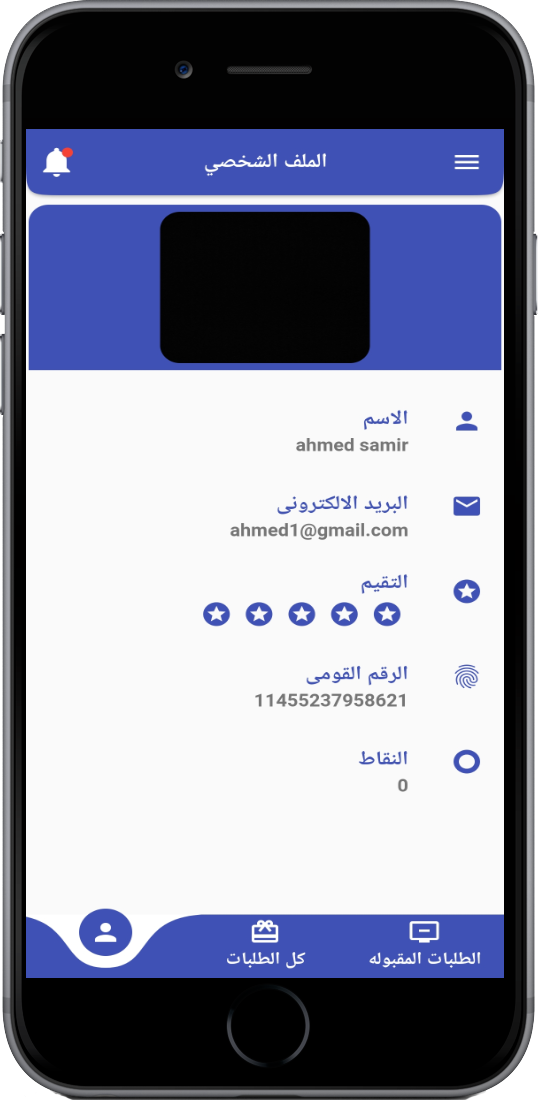 الملف الشخصي
الاسم
ahmed samir
البريد الالكترونى
ahmed1@gmail.com
التقيم
الرقم القومى
11455237958621
النقاط
0
الطلبات المقبوله
كل الطلبات